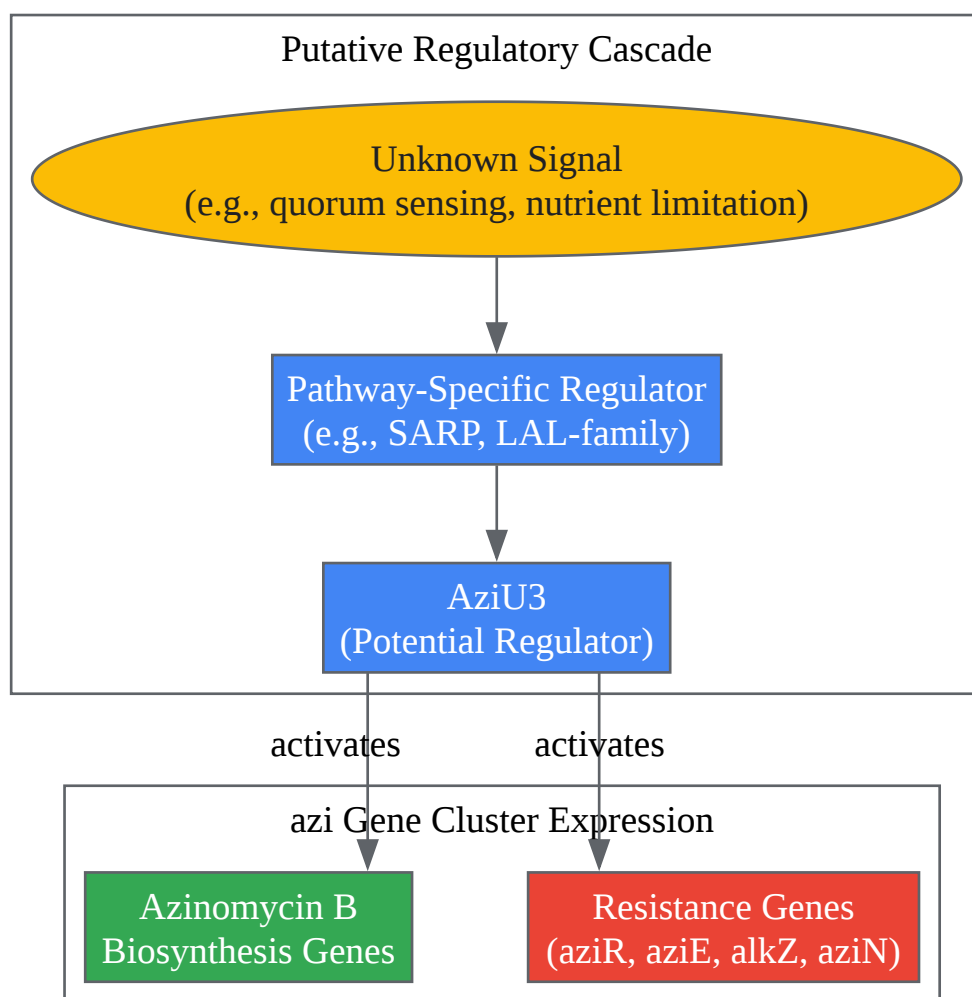 Putative Regulatory Cascade
Unknown Signal
(e.g., quorum sensing, nutrient limitation)
Pathway-Specific Regulator
(e.g., SARP, LAL-family)
AziU3
(Potential Regulator)
activates
activates
azi Gene Cluster Expression
Azinomycin B
Biosynthesis Genes
Resistance Genes
(aziR, aziE, alkZ, aziN)